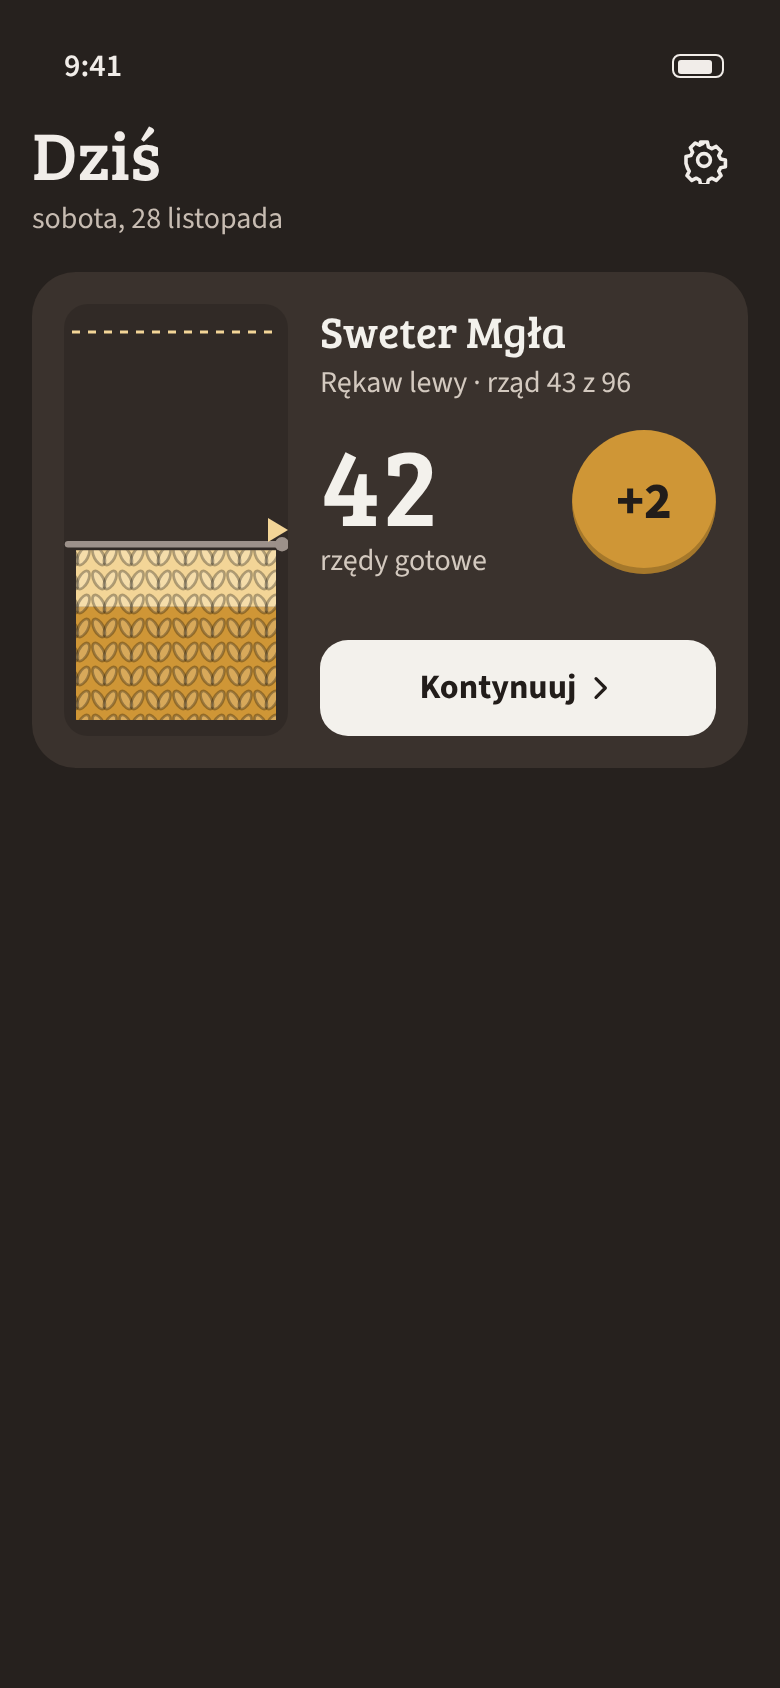 9:41
Dziś
sobota, 28 listopada
Sweter Mgła
Rękaw lewy · rząd 43 z 96
42
+2
rzędy gotowe
Kontynuuj